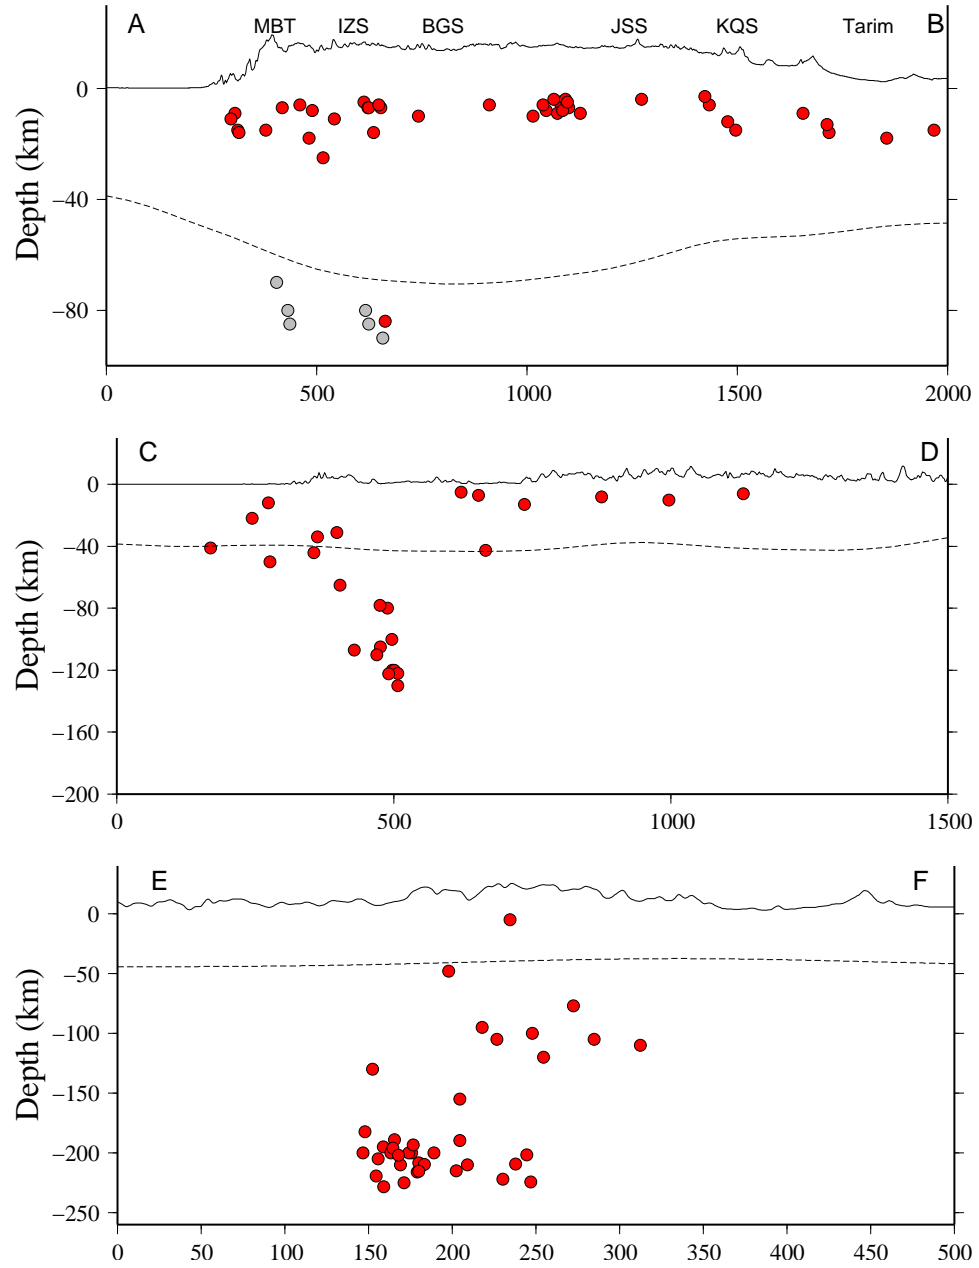 A MBT IZS BGS JSS KQS Tarim B
0
−40
−80
Depth (km)
0 500 1000 1500 2000
C D
0
−40
−80
−120
−160
−200
Depth (km)
0 500 1000 1500
E F
0
−50
−100
−150
−200
−250
Depth (km)
0 50 100 150 200 250 300 350 400 450 500